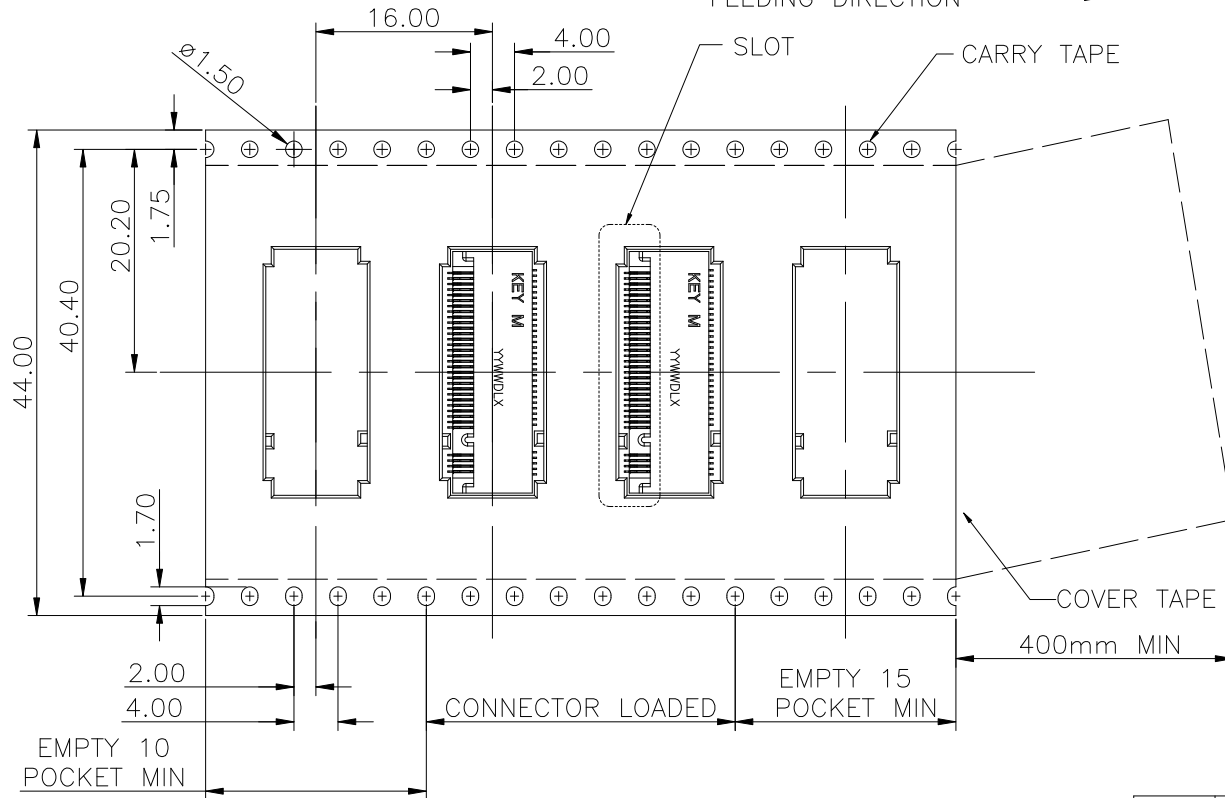 FEEDING DIRECTION
16.00
4.00
SLOT
CARRY TAPE
⌀1.50
2.00
1.75
20.20
40.40
44.00
KEY M
YYWWDLX
KEY M
YYWWDLX
1.70
COVER TAPE
400mm MIN
2.00
EMPTY 15
POCKET MIN
4.00
CONNECTOR LOADED
EMPTY 10
POCKET MIN